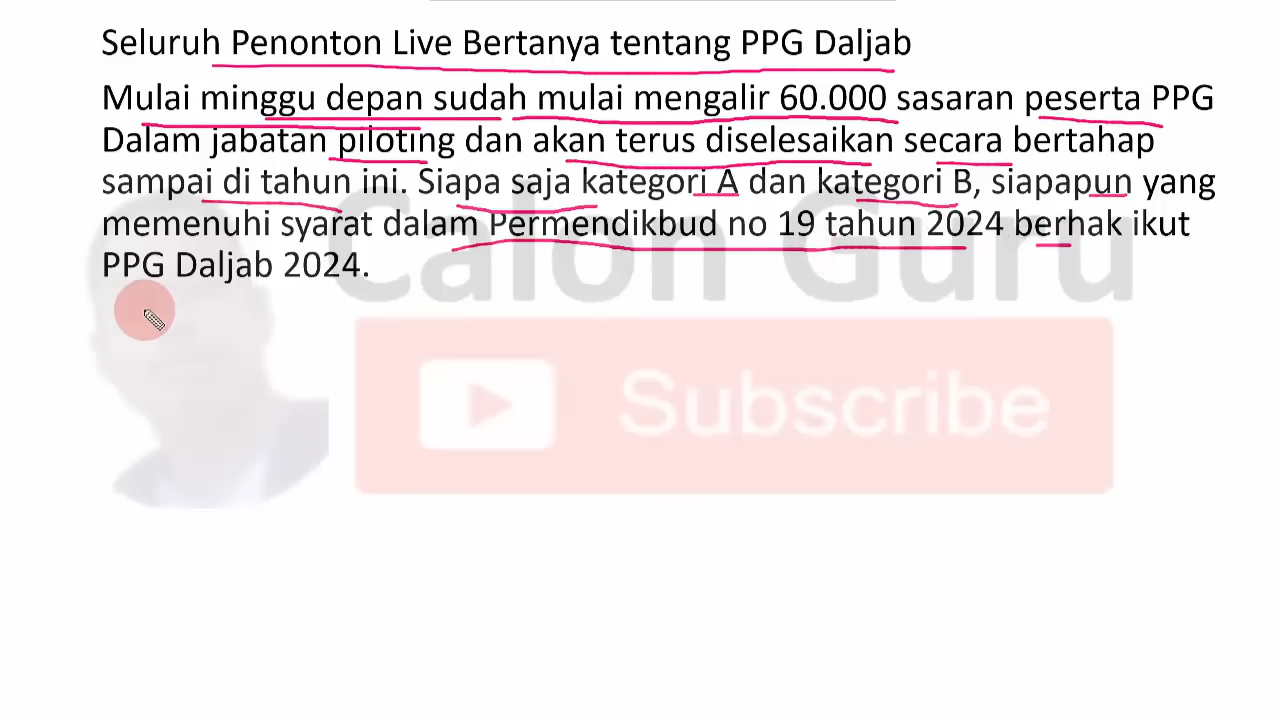 Seluruh Penonton Live Bertanya tentang PPG Daljab
Mulai minggu depan sudah mulai mengalir 60.000 sasaran peserta PPG
Dalam jabatan piloting dan akan terus diselesaikan secara bertahap
sampai di tahun ini. Siapa saja kategori A dan kategori B, siapapun yang
memenuhi syarat dalam Permendikbud no 19 tahun 2024 berhak ikut
PPG Daljab 2024.
Calon Guru
Subscribe